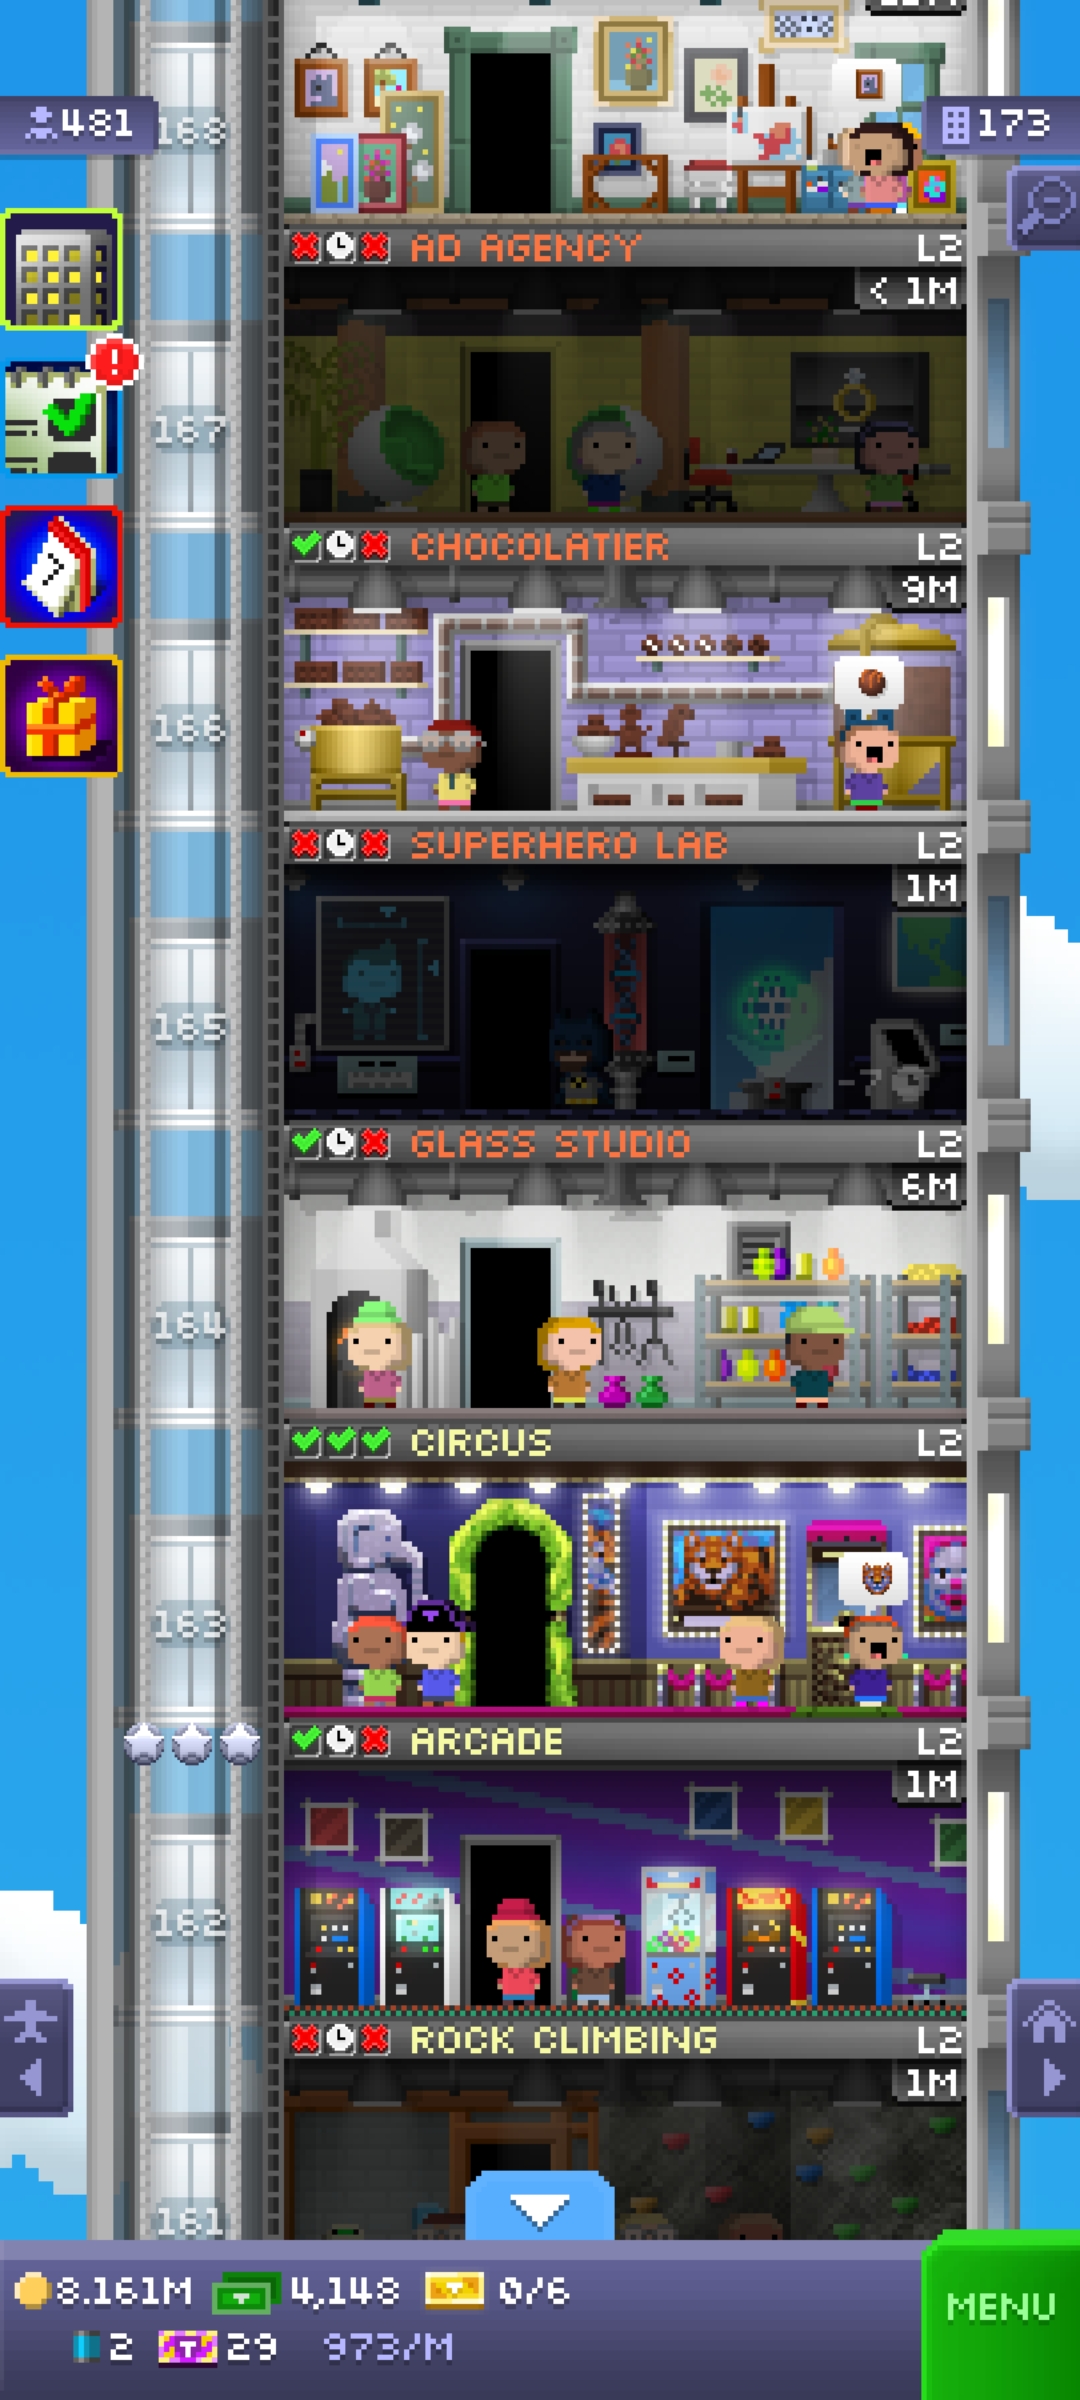 481
168
173
AD AGENCY L2
< 1M
167
CHOCOLATIER L2
9M
166
SUPERHERO LAB L2
1M
165
GLASS STUDIO L2
6M
164
CIRCUS L2
163
ARCADE L2
1M
162
ROCK CLIMBING L2
1M
161
8.161M 4,148 0/6
2 29 973/M
MENU